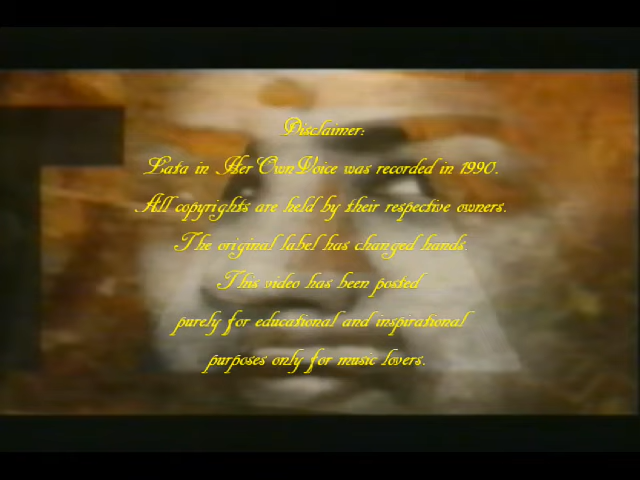 Disclaimer:
Lata in Her Own Voice was recorded in 1990.
All copyrights are held by their respective owners.
The original label has changed hands.
This video has been posted
purely for educational and inspirational
purposes only for music lovers.